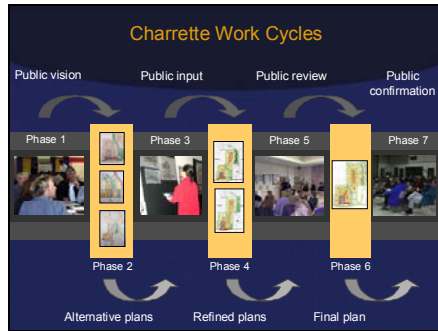 Charrette Work Cycles
Public vision
Public input
Public review
Public
confirmation
Phase 1
Phase 3
Phase 5
Phase 7
Phase 2
Phase 4
Phase 6
Alternative plans
Refined plans
Final plan